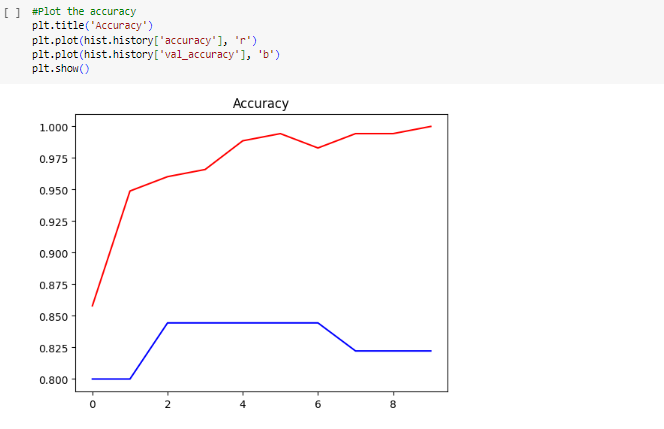 [ ] #Plot the accuracy
plt.title('Accuracy')
plt.plot(hist.history['accuracy'], 'r')
plt.plot(hist.history['val_accuracy'], 'b')
plt.show()
Accuracy
1.000
0.975
0.950
0.925
0.900
0.875
0.850
0.825
0.800
0 2 4 6 8